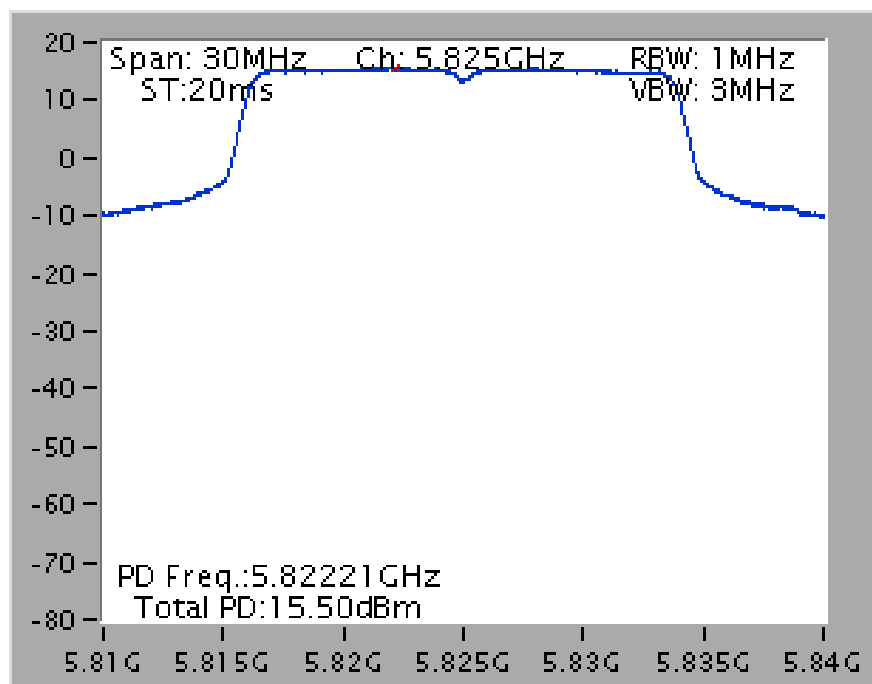 Span: 30MHz Ch: 5.825GHz RBW: 1MHz
ST:20ms VBW: 3MHz
20
10
0
-10
-20
-30
-40
-50
-60
-70
-80
PD Freq.:5.82221GHz
Total PD:15.50dBm
5.81G 5.815G 5.82G 5.825G 5.83G 5.835G 5.84G